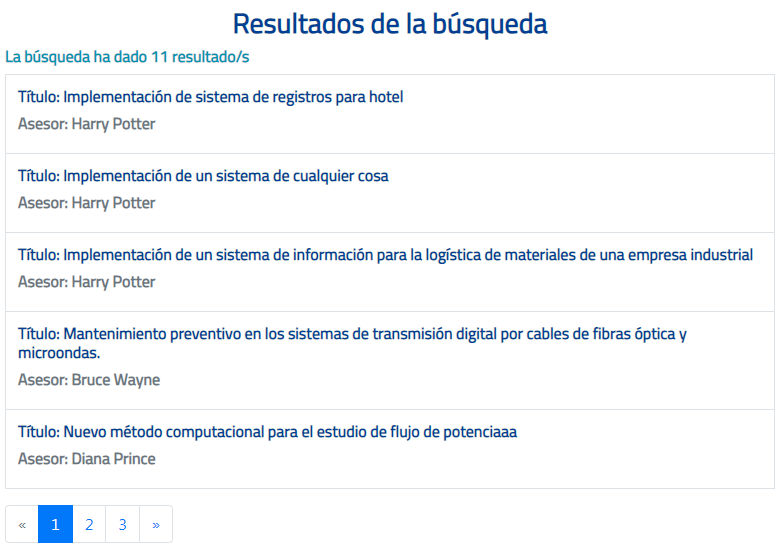 Resultados de la búsqueda
La búsqueda ha dado 11 resultado/s
Título: Implementación de sistema de registros para hotel
Asesor: Harry Potter
Título: Implementación de un sistema de cualquier cosa
Asesor: Harry Potter
Título: Implementación de un sistema de información para la logística de materiales de una empresa industrial
Asesor: Harry Potter
Título: Mantenimiento preventivo en los sistemas de transmisión digital por cables de fibras óptica y
microondas.
Asesor: Bruce Wayne
Título: Nuevo método computacional para el estudio de flujo de potenciaaa
Asesor: Diana Prince
« 1 2 3 »